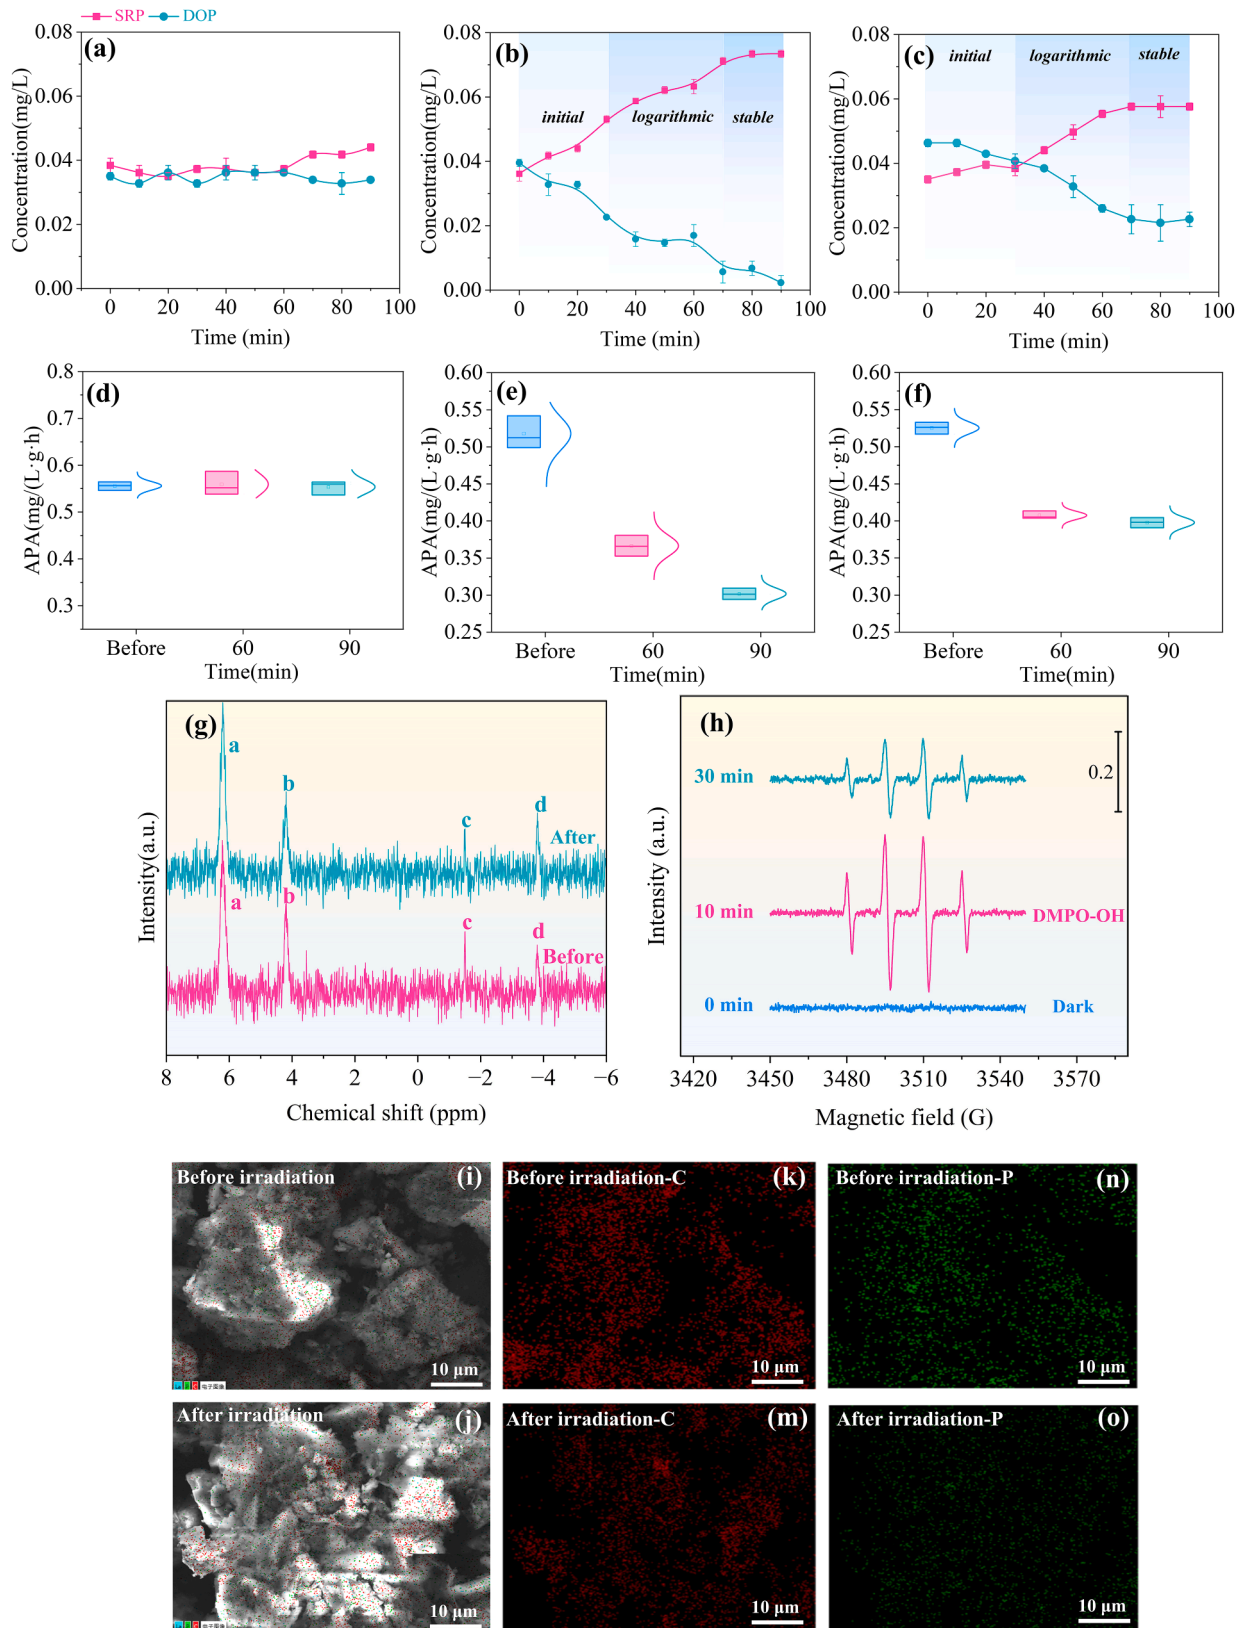 SRP DOP
(a)
Concentration(mg/L)
0.08
0.06
0.04
0.02
0.00
0 20 40 60 80 100
Time (min)
(b)
Concentration(mg/L)
0.08
0.06
0.04
0.02
0.00
initial logarithmic stable
0 20 40 60 80 100
Time (min)
(c)
Concentration(mg/L)
0.08
0.06
0.04
0.02
0.00
initial logarithmic stable
0 20 40 60 80 100
Time (min)
(d)
APA(mg/(L·g·h)
0.8
0.7
0.6
0.5
0.4
0.3
Before 60 90
Time(min)
(e)
APA(mg/(L·g·h)
0.60
0.55
0.50
0.45
0.40
0.35
0.30
0.25
Before 60 90
Time(min)
(f)
APA(mg/(L·g·h)
0.60
0.55
0.50
0.45
0.40
0.35
0.30
0.25
Before 60 90
Time(min)
(g)
Intensity(a.u.)
a b c d
After
a b c d
Before
8 6 4 2 0 −2 −4 −6
Chemical shift (ppm)
(h)
Intensity (a.u.)
0.2
30 min
10 min DMPO-OH
0 min Dark
3420 3450 3480 3510 3540 3570
Magnetic field (G)
Before irradiation (i)
10 µm
电子图像
Before irradiation-C (k)
10 µm
Before irradiation-P (n)
10 µm
After irradiation (j)
10 µm
电子图像
After irradiation-C (m)
10 µm
After irradiation-P (o)
10 µm